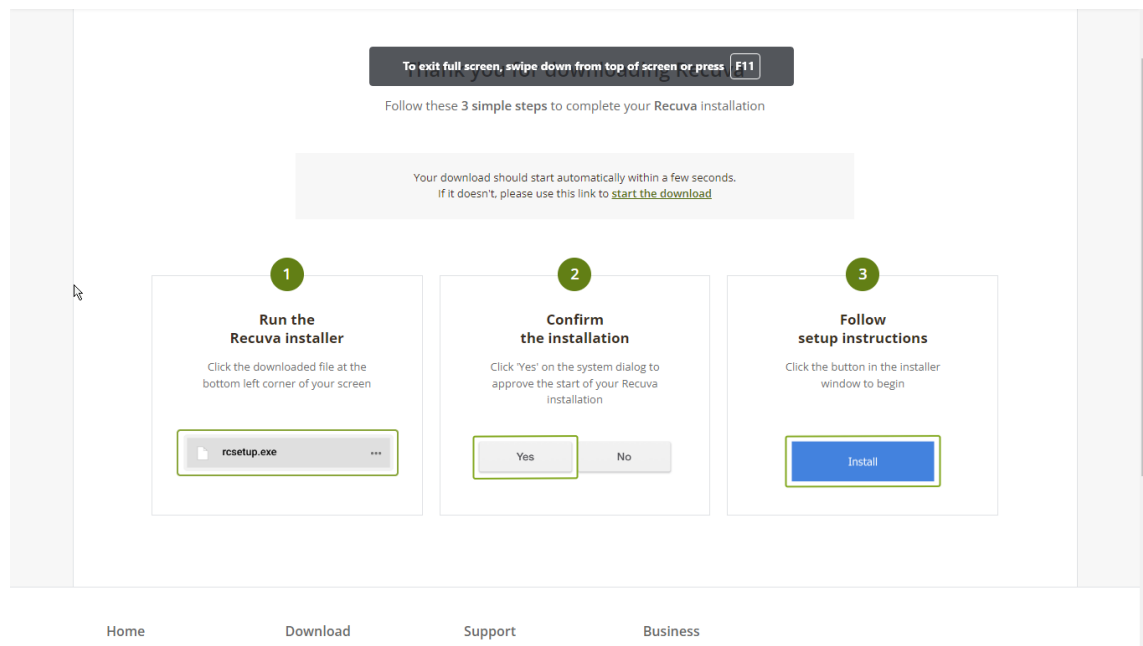 Thank you for downloading Recuva
To exit full screen, swipe down from top of screen or press F11
Follow these 3 simple steps to complete your Recuva installation
Your download should start automatically within a few seconds.
If it doesn't, please use this link to start the download
1
Run the
Recuva installer
Click the downloaded file at the
bottom left corner of your screen
rcsetup.exe
2
Confirm
the installation
Click 'Yes' on the system dialog to
approve the start of your Recuva
installation
Yes No
3
Follow
setup instructions
Click the button in the installer
window to begin
Install
Home Download Support Business